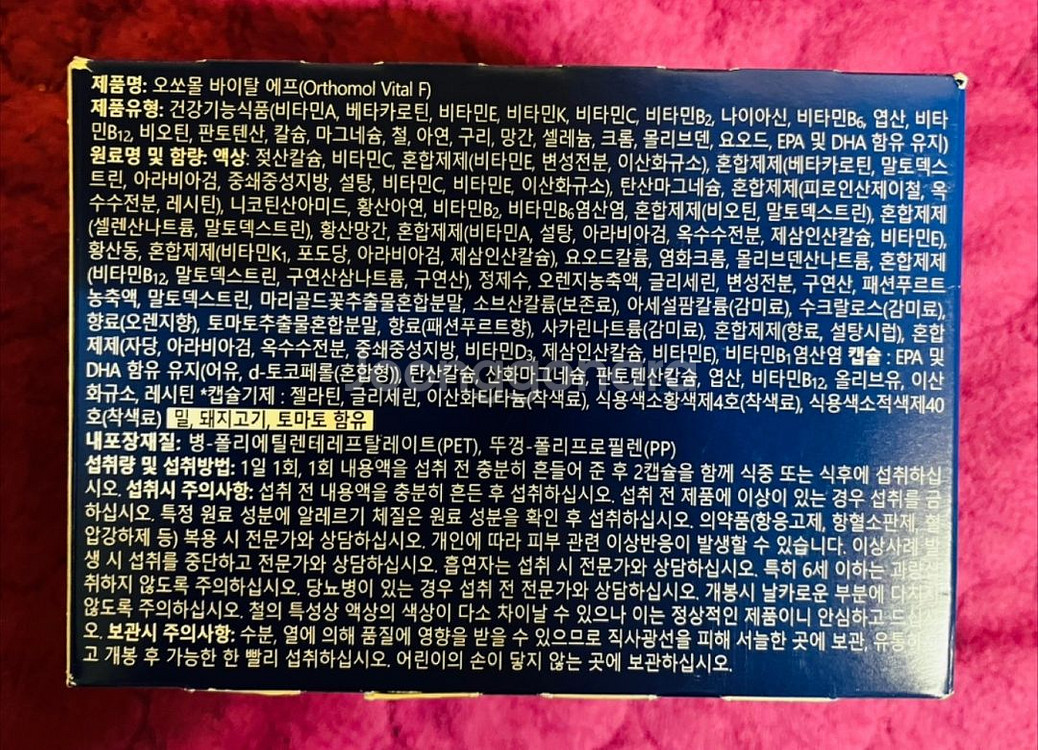 제품명: 오쏘몰 바이탈 에프(Orthomol Vital F)
제품유형: 건강기능식품(비타민A, 베타카로틴, 비타민E, 비타민K, 비타민C, 비타민B2, 나이아신, 비타민B6, 엽산, 비타
민B12, 비오틴, 판토텐산, 칼슘, 마그네슘, 철, 아연, 구리, 망간, 셀레늄, 크롬, 몰리브덴, 요오드, EPA 및 DHA 함유 유지)
원료명 및 함량: 액상: 젖산칼슘, 비타민C, 혼합제제(비타민E, 변성전분, 이산화규소), 혼합제제(베타카로틴, 말토덱스
트린, 아라비아검, 중쇄중성지방, 설탕, 비타민C, 비타민E, 이산화규소), 탄산마그네슘, 혼합제제(피로인산제이철, 옥
수수전분, 레시틴), 니코틴산아미드, 황산아연, 비타민B2, 비타민B6염산염, 혼합제제(비오틴, 말토덱스트린), 혼합제제
(셀렌산나트륨, 말토덱스트린), 황산망간, 혼합제제(비타민A, 설탕, 아라비아검, 옥수수전분, 제삼인산칼슘, 비타민E),
황산동, 혼합제제(비타민K1, 포도당, 아라비아검, 제삼인산칼슘), 요오드칼륨, 염화크롬, 몰리브덴산나트륨, 혼합제제
(비타민B12, 말토덱스트린, 구연산삼나트륨, 구연산), 정제수, 오렌지농축액, 글리세린, 변성전분, 구연산, 패션푸르트
농축액, 말토덱스트린, 마리골드꽃추출물혼합분말, 소브산칼륨(보존료), 아세설팜칼륨(감미료), 수크랄로스(감미료),
향료(오렌지향), 토마토추출물혼합분말, 향료(패션푸르트향), 사카린나트륨(감미료), 혼합제제(향료, 설탕시럽), 혼합
제제(자당, 아라비아검, 옥수수전분, 중쇄중성지방, 비타민D3, 제삼인산칼슘, 비타민E), 비타민B1염산염 캡슐 : EPA 및
DHA 함유 유지(어유, d-토코페롤(혼합형)) 탄산칼슘, 산화마그네슘, 판토텐산칼슘, 엽산, 비타민B12, 올리브유, 이산
화규소, 레시틴 *캡슐기제 : 젤라틴, 글리세린, 이산화티타늄(착색료), 식용색소황색제4호(착색료), 식용색소적색제40
호(착색료) 밀, 돼지고기, 토마토 함유
내포장재질: 병-폴리에틸렌테레프탈레이트(PET), 뚜껑-폴리프로필렌(PP)
섭취량 및 섭취방법: 1일 1회, 1회 내용액을 섭취 전 충분히 흔들어 준 후 2캡슐을 함께 식중 또는 식후에 섭취하십
시오. 섭취시 주의사항: 섭취 전 내용액을 충분히 흔든 후 섭취하십시오. 섭취 전 제품에 이상이 있는 경우 섭취를 금
하십시오. 특정 원료 성분에 알레르기 체질은 원료 성분을 확인 후 섭취하십시오. 의약품(항응고제, 항혈소판제, 혈
압강하제 등) 복용 시 전문가와 상담하십시오. 개인에 따라 피부 관련 이상반응이 발생할 수 있습니다. 이상사례 발
생 시 섭취를 중단하고 전문가와 상담하십시오. 흡연자는 섭취 시 전문가와 상담하십시오. 특히 6세 이하는 과량섭
취하지 않도록 주의하십시오. 당뇨병이 있는 경우 섭취 전 전문가와 상담하십시오. 개봉시 날카로운 부분에 다치지
않도록 주의하십시오. 철의 특성상 액상의 색상이 다소 차이날 수 있으나 이는 정상적인 제품이니 안심하고 드십시
오. 보관시 주의사항: 수분, 열에 의해 품질에 영향을 받을 수 있으므로 직사광선을 피해 서늘한 곳에 보관, 유통하
고 개봉 후 가능한 한 빨리 섭취하십시오. 어린이의 손이 닿지 않는 곳에 보관하십시오.
joonggonara